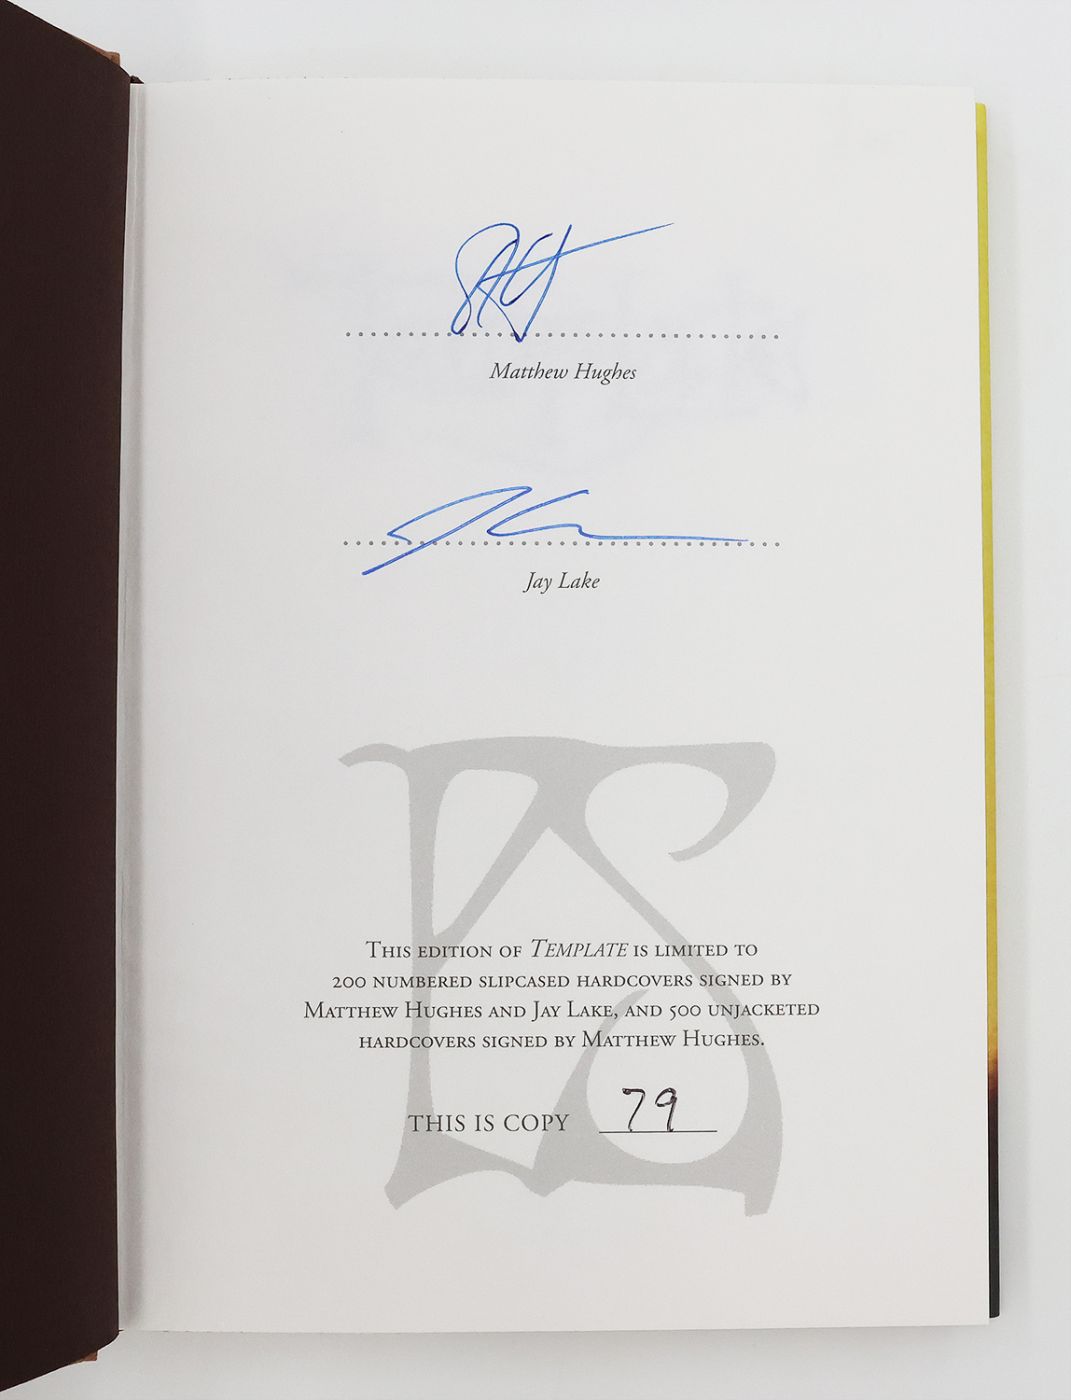 Matthew Hughes
Jay Lake
This edition of Template is limited to
200 numbered slipcased hardcovers signed by
Matthew Hughes and Jay Lake, and 500 unjacketed
hardcovers signed by Matthew Hughes.
THIS IS COPY 79